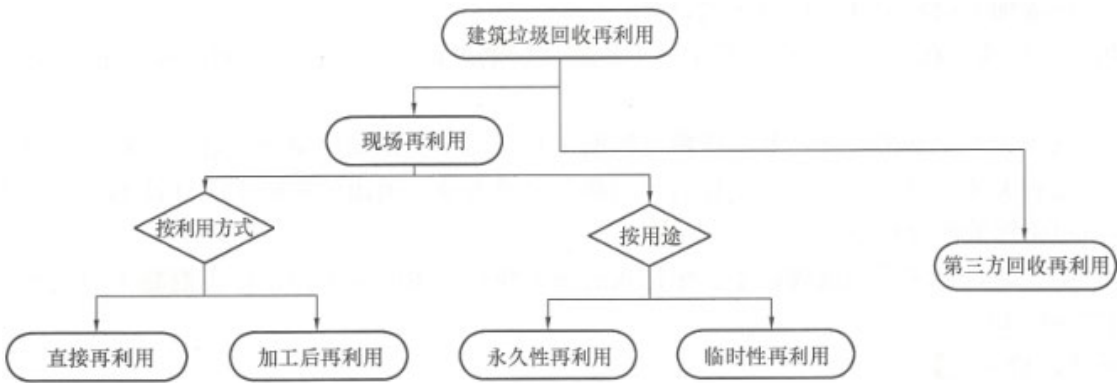 建筑垃圾回收再利用
现场再利用
按利用方式
按用途
第三方回收再利用
直接再利用
加工后再利用
永久性再利用
临时性再利用